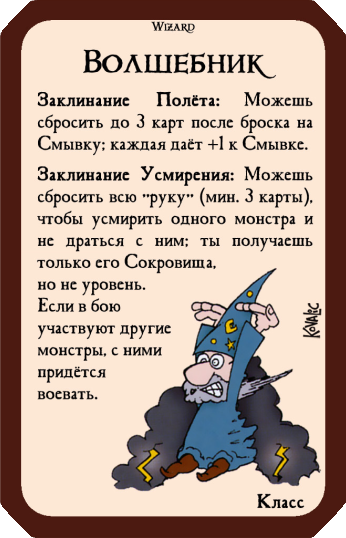 Wizard
Волшебник
Заклинание Полёта: Можешь
сбросить до 3 карт после броска на
Смывку; каждая даёт +1 к Смывке.
Заклинание Усмирения: Можешь
сбросить всю "руку" (мин. 3 карты),
чтобы усмирить одного монстра и
не драться с ним; ты получаешь
только его Сокровища,
но не уровень.
Если в бою
участвуют другие
монстры, с ними
придётся
воевать.
Kovalic
Класс